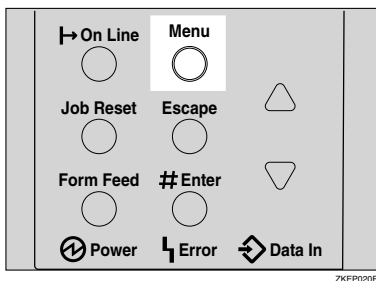 On Line Menu
Job Reset Escape
Form Feed # Enter
Power Error Data In
ZKEP020E